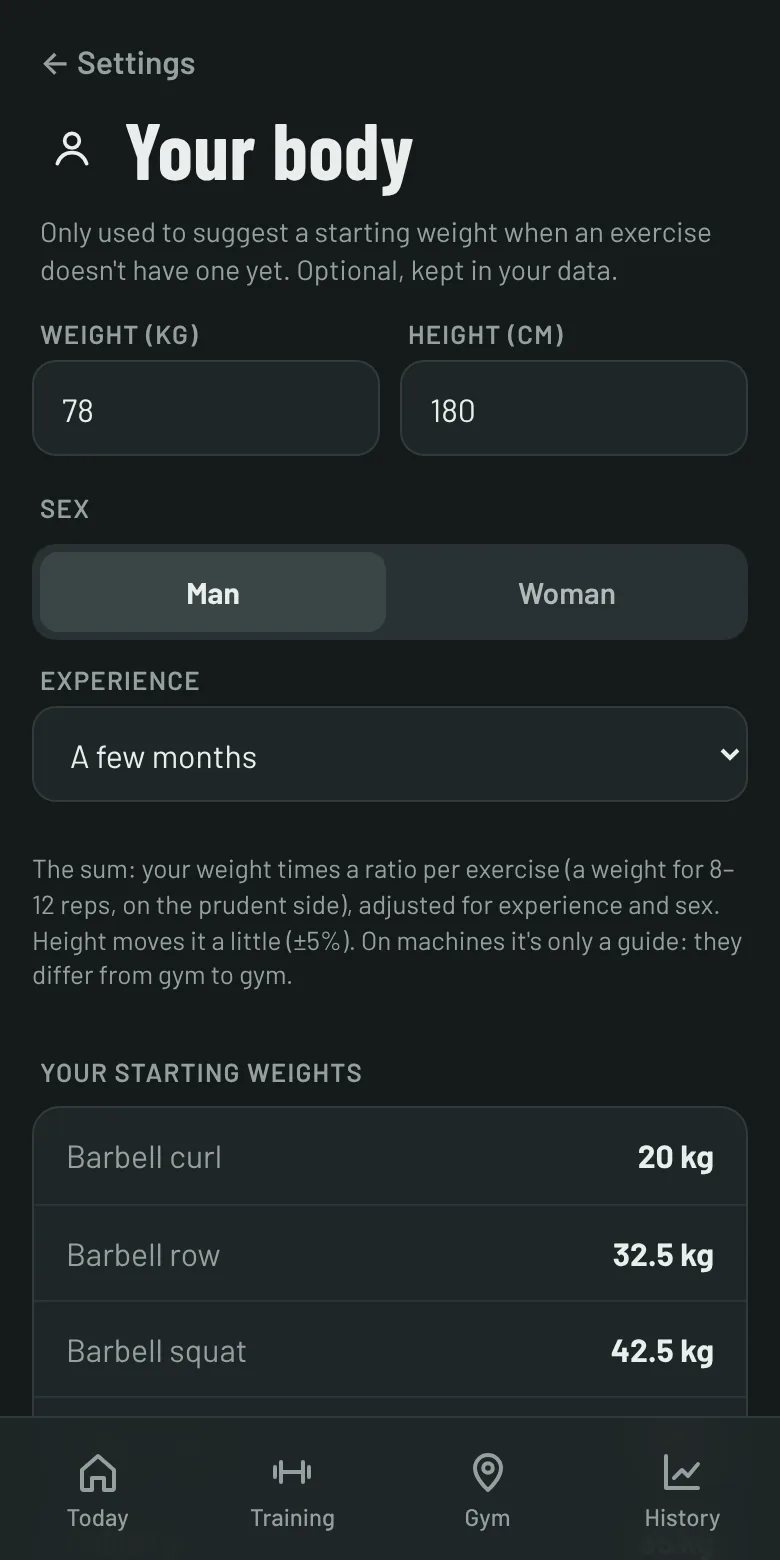 ← Settings
Your body
Only used to suggest a starting weight when an exercise
doesn't have one yet. Optional, kept in your data.
WEIGHT (KG)
HEIGHT (CM)
78
180
SEX
Man
Woman
EXPERIENCE
A few months
The sum: your weight times a ratio per exercise (a weight for 8–
12 reps, on the prudent side), adjusted for experience and sex.
Height moves it a little (±5%). On machines it's only a guide: they
differ from gym to gym.
YOUR STARTING WEIGHTS
Barbell curl
20 kg
Barbell row
32.5 kg
Barbell squat
42.5 kg
Today
Training
Gym
History